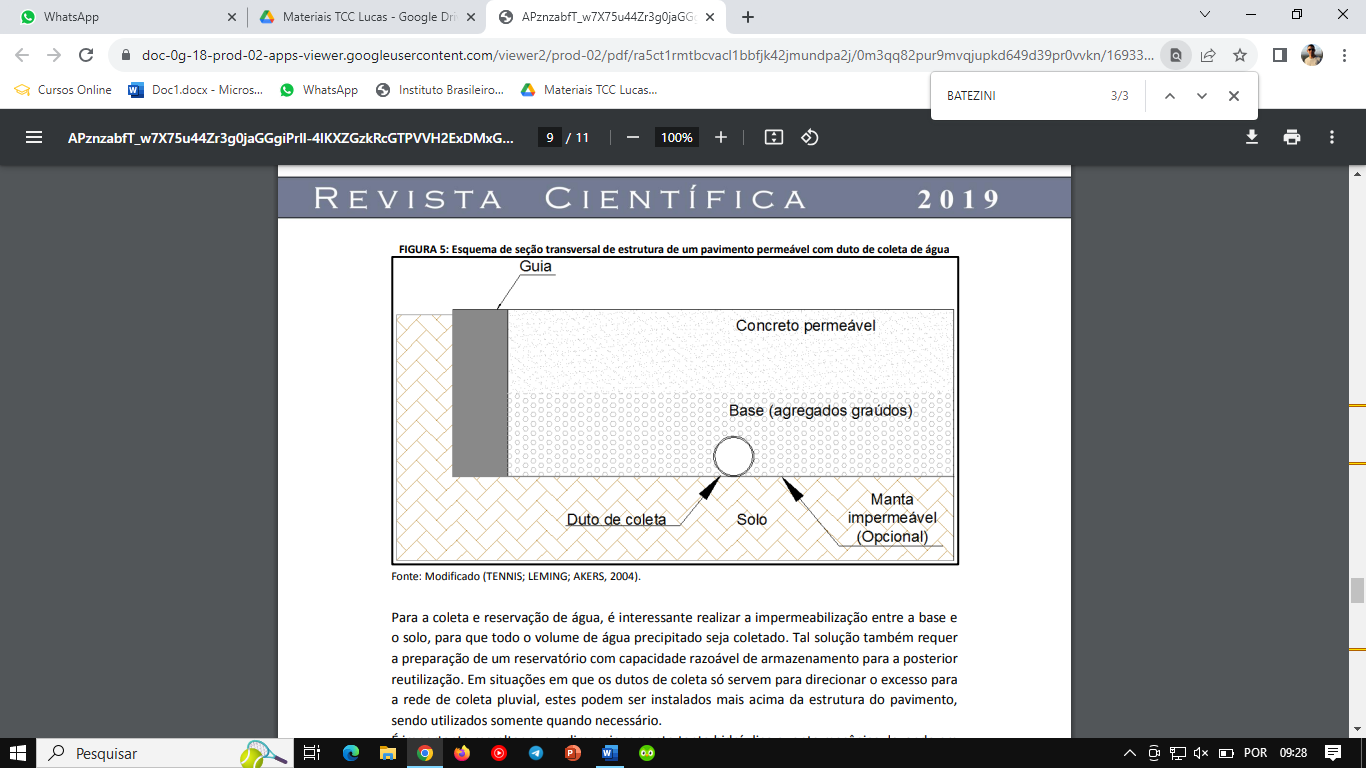 WhatsApp
Materiais TCC Lucas - Google Dri
APznzabfT_w7X75u44Zr3g0jaGG
doc-0g-18-prod-02-apps-viewer.googleusercontent.com/viewer2/prod-02/pdf/ra5ct1rmtbcvacl1bbfjk42jmundpa2j/0m3qq82pur9mvqjupkd649d39pr0vvkn/16933...
Cursos Online
Doc1.docx - Micros...
WhatsApp
Instituto Brasileiro...
Materiais TCC Lucas...
BATEZINI
3/3
APznzabfT_w7X75u44Zr3g0jaGGgiPrlI-4lKXZGzkRcGTPVVH2ExDMxG...
9 / 11
100%
REVISTA CIENTÍFICA 2019
FIGURA 5: Esquema de seção transversal de estrutura de um pavimento permeável com duto de coleta de água
Guia
Concreto permeável
Base (agregados graúdos)
Duto de coleta
Solo
Manta
impermeável
(Opcional)
Fonte: Modificado (TENNIS; LEMING; AKERS, 2004).
Para a coleta e reservação de água, é interessante realizar a impermeabilização entre a base e
o solo, para que todo o volume de água precipitado seja coletado. Tal solução também requer
a preparação de um reservatório com capacidade razoável de armazenamento para a posterior
reutilização. Em situações em que os dutos de coleta só servem para direcionar o excesso para
a rede de coleta pluvial, estes podem ser instalados mais acima da estrutura do pavimento,
sendo utilizados somente quando necessário.
Pesquisar
POR
09:28